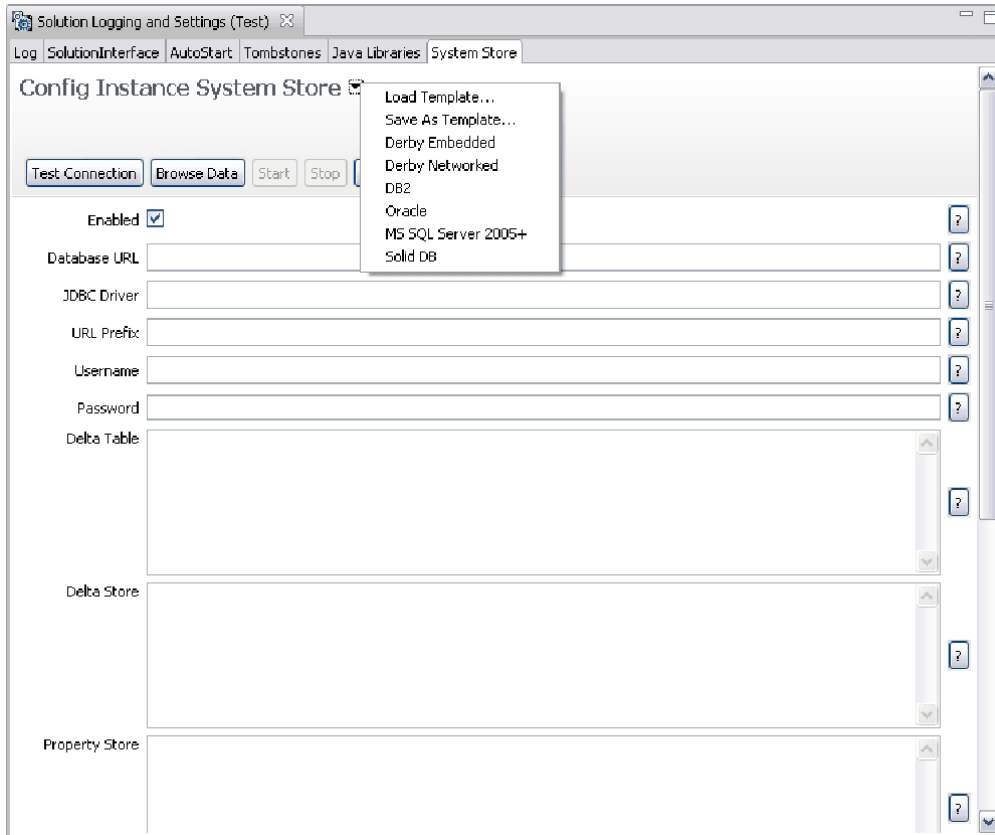 Solution Logging and Settings (Test)
Log SolutionInterface AutoStart Tombstones Java Libraries System Store
Config Instance System Store
Load Template...
Save As Template...
Derby Embedded
Derby Networked
DB2
Oracle
MS SQL Server 2005+
Solid DB
Test Connection Browse Data Start Stop
Enabled ?
Database URL ?
JDBC Driver ?
URL Prefix ?
Username ?
Password ?
Delta Table ?
Delta Store ?
Property Store ?